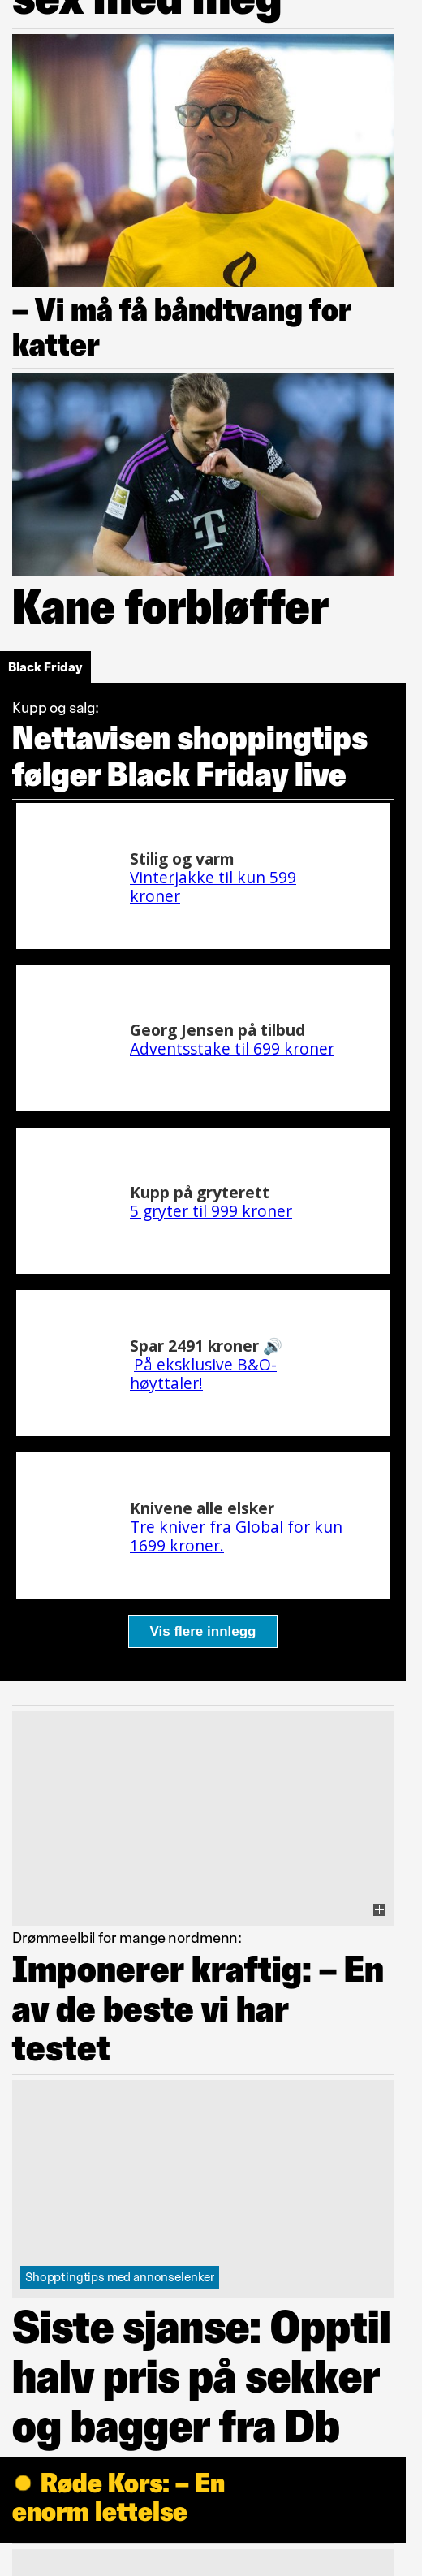 sex med meg
– Vi må få båndtvang for
katter
T
Kane forbløffer
Black Friday
Kupp og salg:
Nettavisen shoppingtips
følger Black Friday live
Stilig og varm
Vinterjakke til kun 599
kroner
Georg Jensen på tilbud
Adventsstake til 699 kroner
Kupp på gryterett
5 gryter til 999 kroner
Spar 2491 kroner 🔊
På eksklusive B&O-
høyttaler!
Knivene alle elsker
Tre kniver fra Global for kun
1699 kroner.
Vis flere innlegg
Drømmeelbil for mange nordmenn:
Imponerer kraftig: – En
av de beste vi har
testet
Shopptingtips med annonselenker
Siste sjanse: Opptil
halv pris på sekker
og bagger fra Db
Røde Kors: – En
enorm lettelse